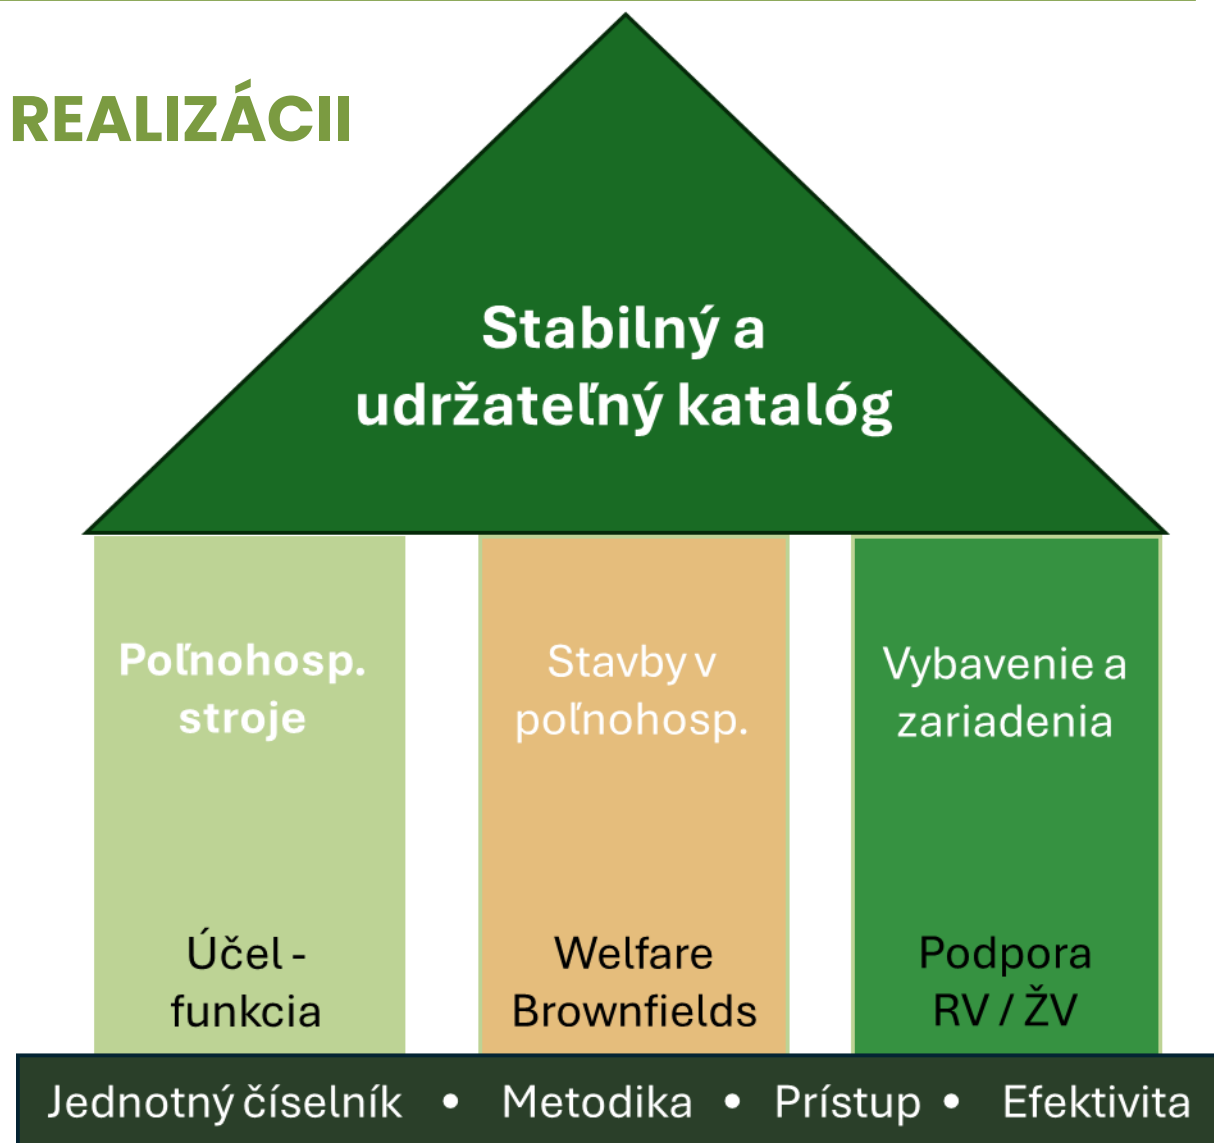 REALIZÁCII
Stabilný a
udržateľný katalóg
Poľnohosp.
stroje
Stavby v
poľnohosp.
Vybavenie a
zariadenia
Účel -
funkcia
Welfare
Brownfields
Podpora
RV / ŽV
Jednotný číselník • Metodika • Prístup • Efektivita